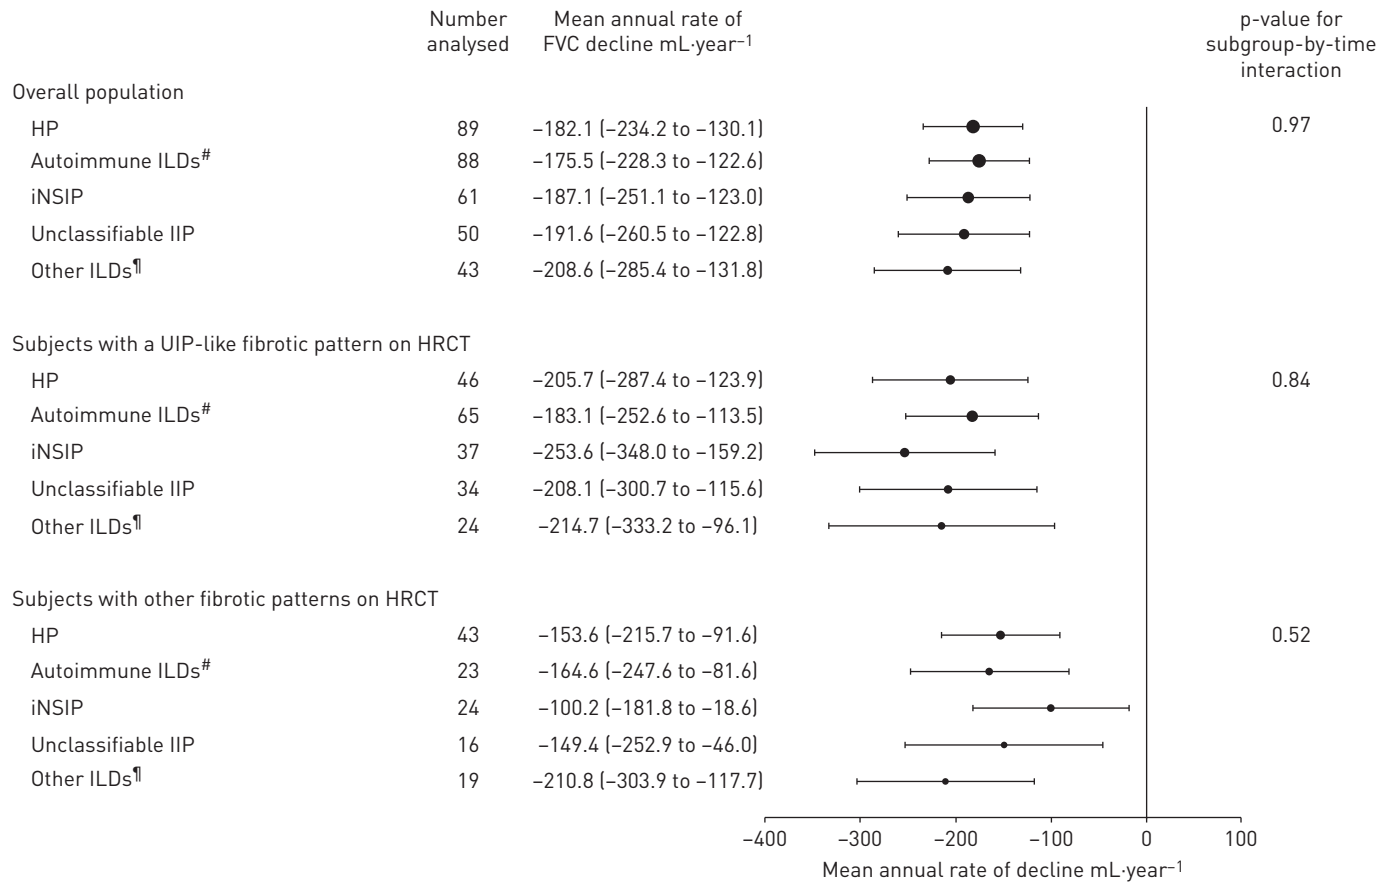 Number analysed
Mean annual rate of FVC decline mL·year⁻¹
p-value for subgroup-by-time interaction
Overall population
HP 89 −182.1 (−234.2 to −130.1) 0.97
Autoimmune ILDs# 88 −175.5 (−228.3 to −122.6)
iNSIP 61 −187.1 (−251.1 to −123.0)
Unclassifiable IIP 50 −191.6 (−260.5 to −122.8)
Other ILDs¶ 43 −208.6 (−285.4 to −131.8)
Subjects with a UIP-like fibrotic pattern on HRCT
HP 46 −205.7 (−287.4 to −123.9) 0.84
Autoimmune ILDs# 65 −183.1 (−252.6 to −113.5)
iNSIP 37 −253.6 (−348.0 to −159.2)
Unclassifiable IIP 34 −208.1 (−300.7 to −115.6)
Other ILDs¶ 24 −214.7 (−333.2 to −96.1)
Subjects with other fibrotic patterns on HRCT
HP 43 −153.6 (−215.7 to −91.6) 0.52
Autoimmune ILDs# 23 −164.6 (−247.6 to −81.6)
iNSIP 24 −100.2 (−181.8 to −18.6)
Unclassifiable IIP 16 −149.4 (−252.9 to −46.0)
Other ILDs¶ 19 −210.8 (−303.9 to −117.7)
−400 −300 −200 −100 0 100
Mean annual rate of decline mL·year⁻¹